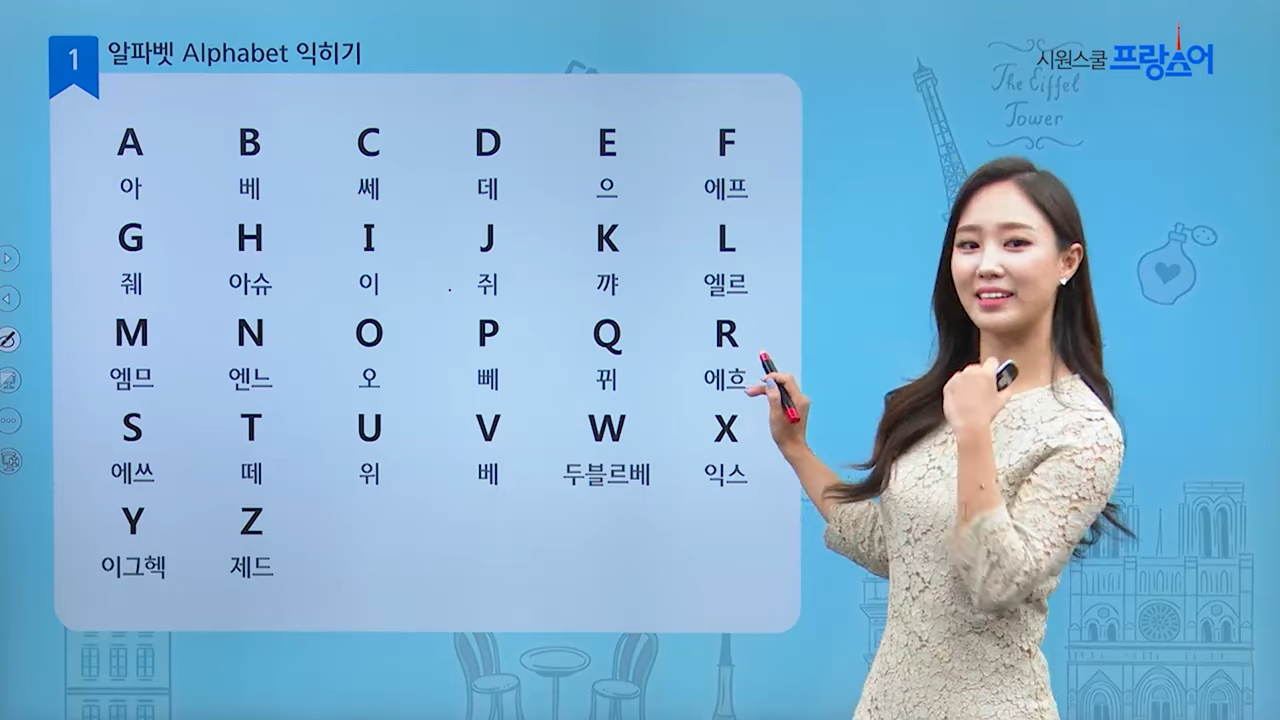 1 알파벳 Alphabet 익히기
시원스쿨 프랑스어
The Eiffel
Tower
A B C D E F
아 베 쎄 데 으 에프
G H I J K L
줴 아슈 이 쥐 꺄 엘르
M N O P Q R
엠므 엔느 오 뻬 뀌 에흐
S T U V W X
에쓰 떼 위 베 두블르베 익스
Y Z
이그헥 제드